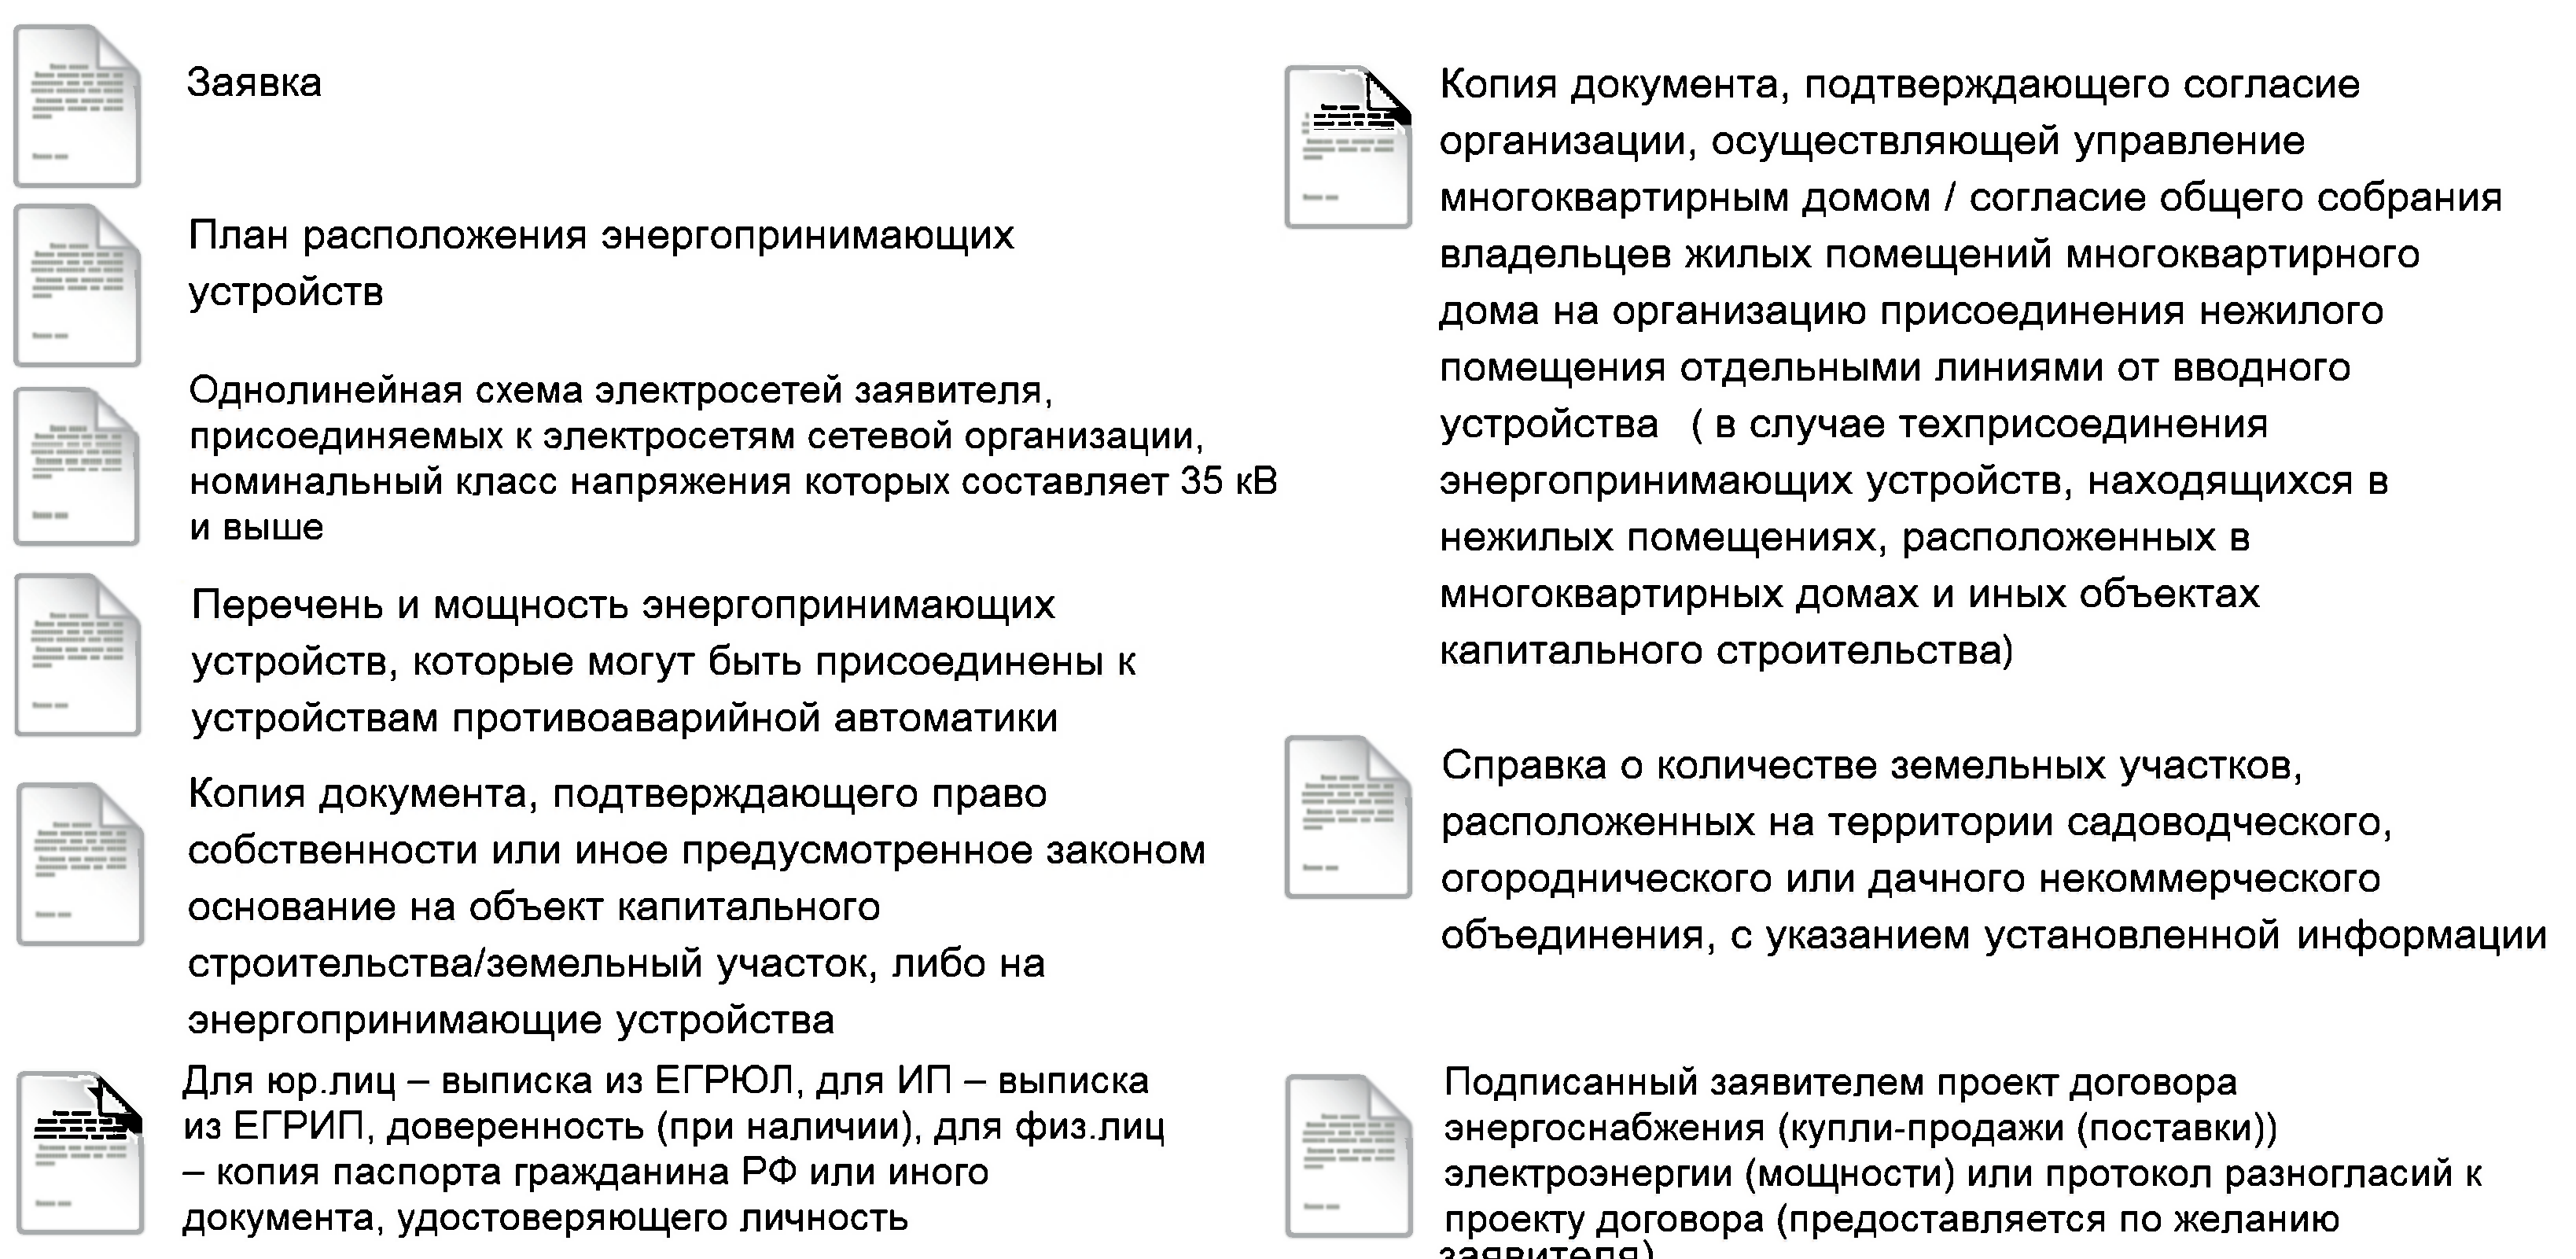 Заявка
План расположения энергопринимающих
устройств
Однолинейная схема электросетей заявителя,
присоединяемых к электросетям сетевой организации,
номинальный класс напряжения которых составляет 35 кВ
и выше
Перечень и мощность энергопринимающих
устройств, которые могут быть присоединены к
устройствам противоаварийной автоматики
Копия документа, подтверждающего право
собственности или иное предусмотренное законом
основание на объект капитального
строительства/земельный участок, либо на
энергопринимающие устройства
Для юр.лиц – выписка из ЕГРЮЛ, для ИП – выписка
из ЕГРИП, доверенность (при наличии), для физ.лиц
– копия паспорта гражданина РФ или иного
документа, удостоверяющего личность
Копия документа, подтверждающего согласие
организации, осуществляющей управление
многоквартирным домом / согласие общего собрания
владельцев жилых помещений многоквартирного
дома на организацию присоединения нежилого
помещения отдельными линиями от вводного
устройства ( в случае техприсоединения
энергопринимающих устройств, находящихся в
нежилых помещениях, расположенных в
многоквартирных домах и иных объектах
капитального строительства)
Справка о количестве земельных участков,
расположенных на территории садоводческого,
огороднического или дачного некоммерческого
объединения, с указанием установленной информации
Подписанный заявителем проект договора
энергоснабжения (купли-продажи (поставки))
электроэнергии (мощности) или протокол разногласий к
проекту договора (предоставляется по желанию
заявителя)